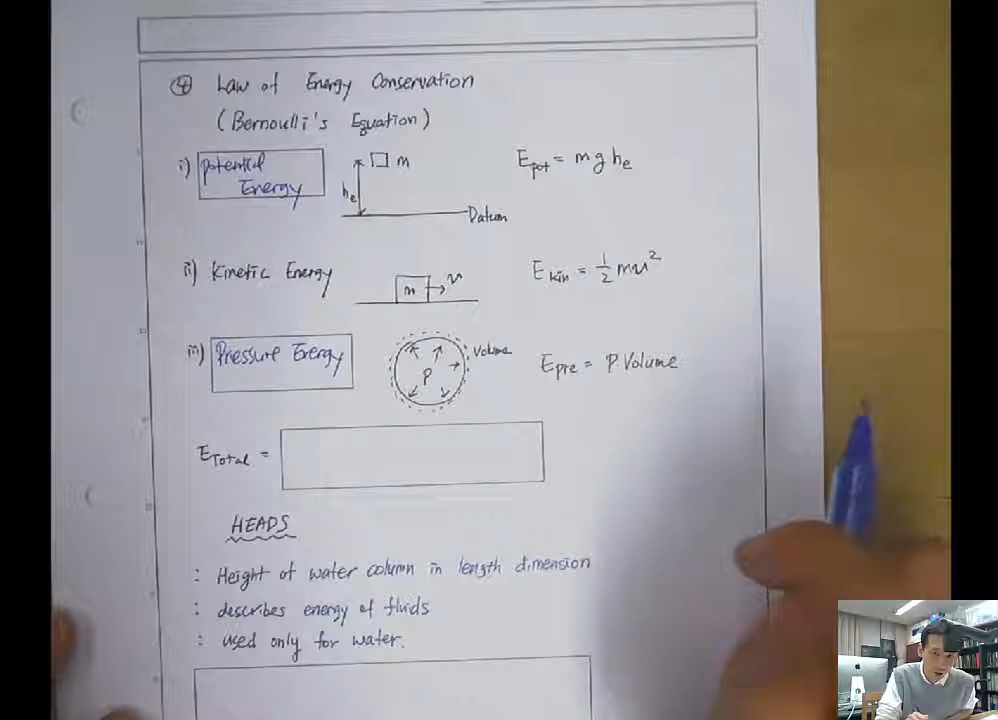 ④ Law of Energy Conservation
(Bernoulli's Equation)
i) Potential Energy
m
he
Datum
Epot = m g he
ii) Kinetic Energy
m
v
Ekin = 1/2 mv²
iii) Pressure Energy
P
Volume
Epre = P Volume
ETotal =
HEADS
: Height of water column in length dimension
: describes energy of fluids
: used only for water.